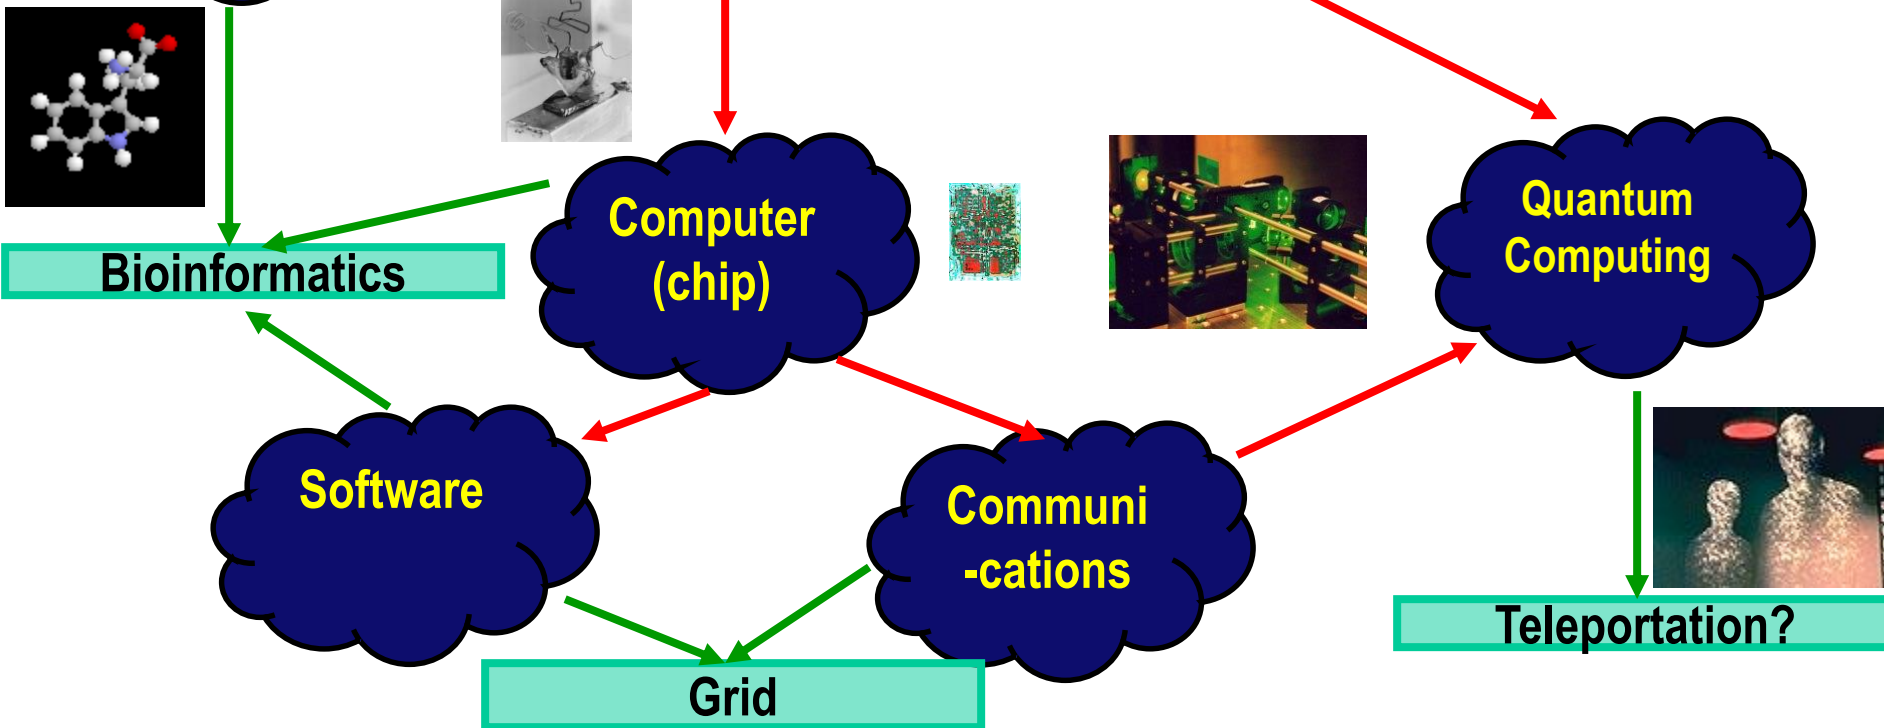 Computer
(chip)
Quantum
Computing
Bioinformatics
Software
Communi
-cations
Teleportation?
Grid